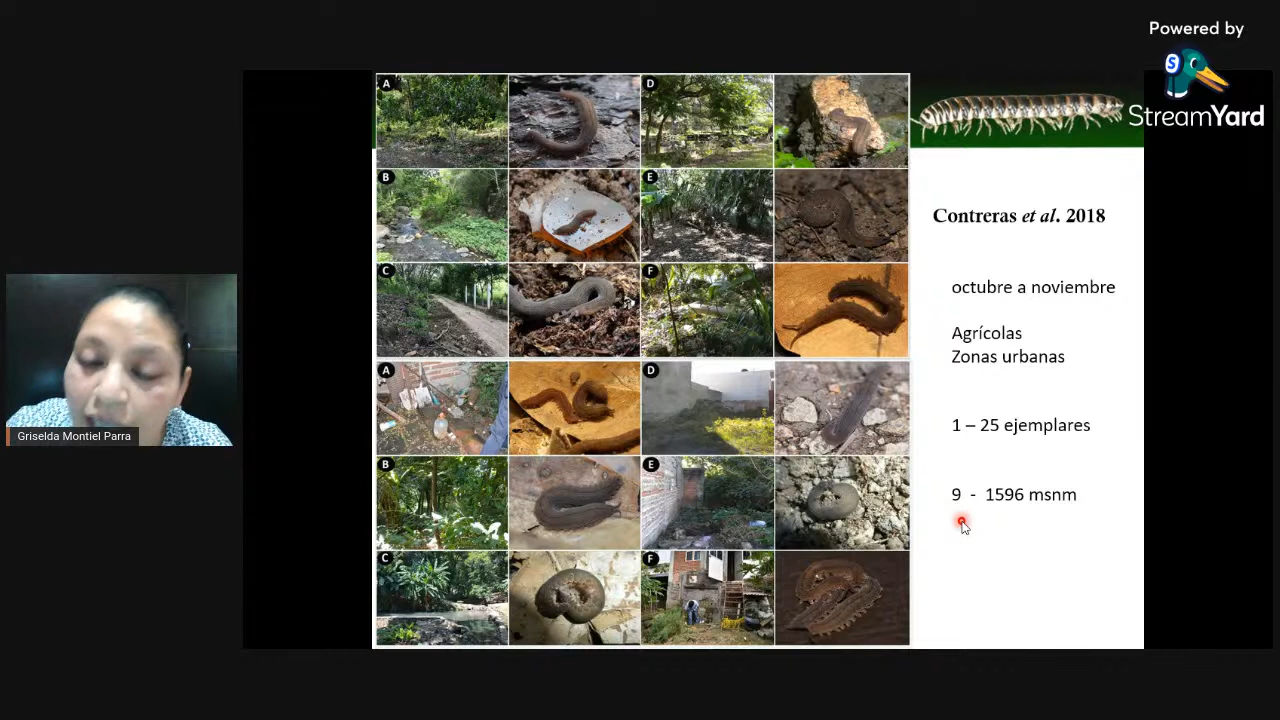 Powered by
StreamYard
S
A
D
B
E
C
F
A
D
B
E
C
F
Contreras et al. 2018
octubre a noviembre
Agrícolas
Zonas urbanas
1 – 25 ejemplares
9 - 1596 msnm
Griselda Montiel Parra